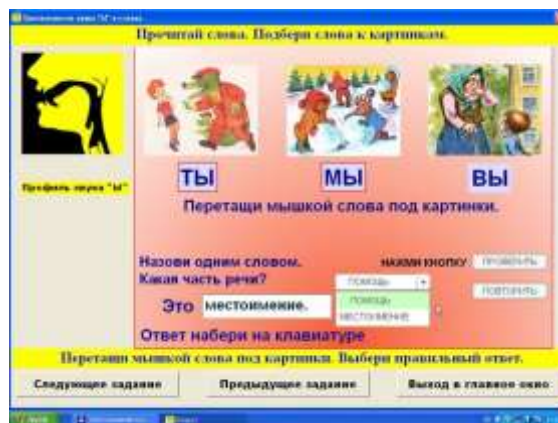 Прочитай слова. Подбери слова к картинкам.
ТЫ МЫ ВЫ
Профиль звука "Ы"
Перетащи мышкой слова под картинки.
Назови одним словом. НАЖМИ КНОПКУ ПРОВЕРИТЬ
Какая часть речи? ПОМОЩЬ
ПОМОЩЬ ПОВТОРИТЬ
Это местоимение. МЕСТОИМЕНИЕ
Ответ набери на клавиатуре
Перетащи мышкой слова под картинки. Выбери правильный ответ.
Следующее задание Предыдущее задание Выход в главное окно